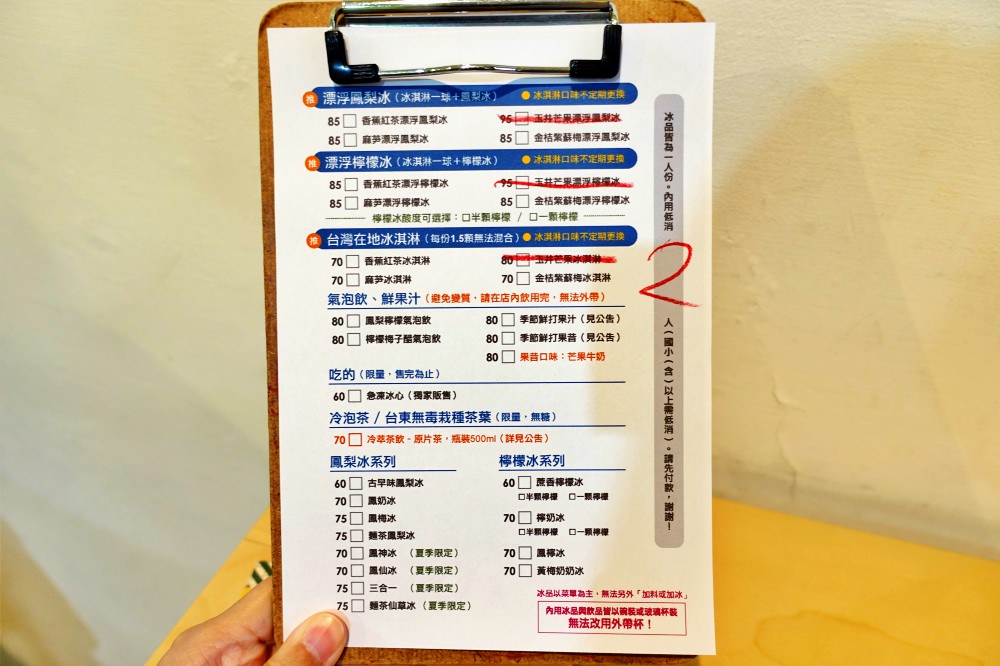 推 漂浮鳳梨冰（冰淇淋一球＋鳳梨冰） ●冰淇淋口味不定期更換
85 □ 香蕉紅茶漂浮鳳梨冰 95 □ 玉井芒果漂浮鳳梨冰
85 □ 麻芛漂浮鳳梨冰 85 □ 金桔紫蘇梅漂浮鳳梨冰
推 漂浮檸檬冰（冰淇淋一球＋檸檬冰） ●冰淇淋口味不定期更換
85 □ 香蕉紅茶漂浮檸檬冰 95 □ 玉井芒果漂浮檸檬冰
85 □ 麻芛漂浮檸檬冰 85 □ 金桔紫蘇梅漂浮檸檬冰
檸檬冰酸度可選擇：□半顆檸檬 / □一顆檸檬
推 台灣在地冰淇淋（每份1.5顆無法混合） ●冰淇淋口味不定期更換
70 □ 香蕉紅茶冰淇淋 80 □ 玉井芒果冰淇淋
70 □ 麻芛冰淇淋 70 □ 金桔紫蘇梅冰淇淋
氣泡飲、鮮果汁（避免變質，請在店內飲用完，無法外帶）
80 □ 鳳梨檸檬氣泡飲 80 □ 季節鮮打果汁（見公告）
80 □ 檸檬梅子醋氣泡飲 80 □ 季節鮮打果昔（見公告）
80 □ 果昔口味：芒果牛奶
吃的（限量，售完為止）
60 □ 急凍冰心（獨家販售）
冷泡茶 / 台東無毒栽種茶葉（限量，無糖）
70 □ 冷萃茶飲－原片茶，瓶裝500ml（詳見公告）
鳳梨冰系列
60 □ 古早味鳳梨冰
70 □ 鳳奶冰
75 □ 鳳梅冰
75 □ 麵茶鳳梨冰
70 □ 鳳神冰 （夏季限定）
70 □ 鳳仙冰 （夏季限定）
75 □ 三合一 （夏季限定）
75 □ 麵茶仙草冰（夏季限定）
檸檬冰系列
60 □ 蔗香檸檬冰
□半顆檸檬 □一顆檸檬
70 □ 檸奶冰
□半顆檸檬 □一顆檸檬
70 □ 鳳檸冰
70 □ 黃梅奶奶冰
冰品以菜單為主，無法另外「加料或加冰」
內用冰品與飲品皆以碗裝或玻璃杯裝
無法改用外帶杯！
冰品皆為一人份。內用低消 2 人（國小（含）以上需低消）。請先付款，謝謝！